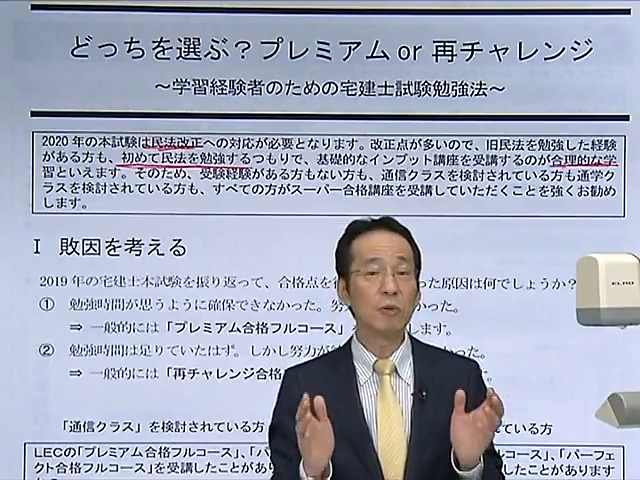 どっちを選ぶ？プレミアム or 再チャレンジ
～学習経験者のための宅建士試験勉強法～
2020年の本試験は民法改正への対応が必要となります。改正点が多いので、旧民法を勉強した経験
がある方も、初めて民法を勉強するつもりで、基礎的なインプット講座を受講するのが合理的な学
習といえます。そのため、受験経験がある方もない方も、通信クラスを検討されている方も通学ク
ラスを検討されている方も、すべての方がスーパー合格講座を受講していただくことを強くお勧め
します。
Ⅰ 敗因を考える
2019年の宅建士本試験を振り返って、合格点を った原因は何でしょうか？
① 勉強時間が思うように確保できなかった。努 かった。
⇒ 一般的には「プレミアム合格フルコース」 します。
② 勉強時間は足りていたはず。しかし努力が かった。
⇒ 一般的には「再チャレンジ合格
「通信クラス」を検討されている方 ている方
LECの「プレミアム合格フルコース」、「パー フルコース」、「パーフェ
クト合格フルコース」を受講したことがあり 講したことがあります
ELMO